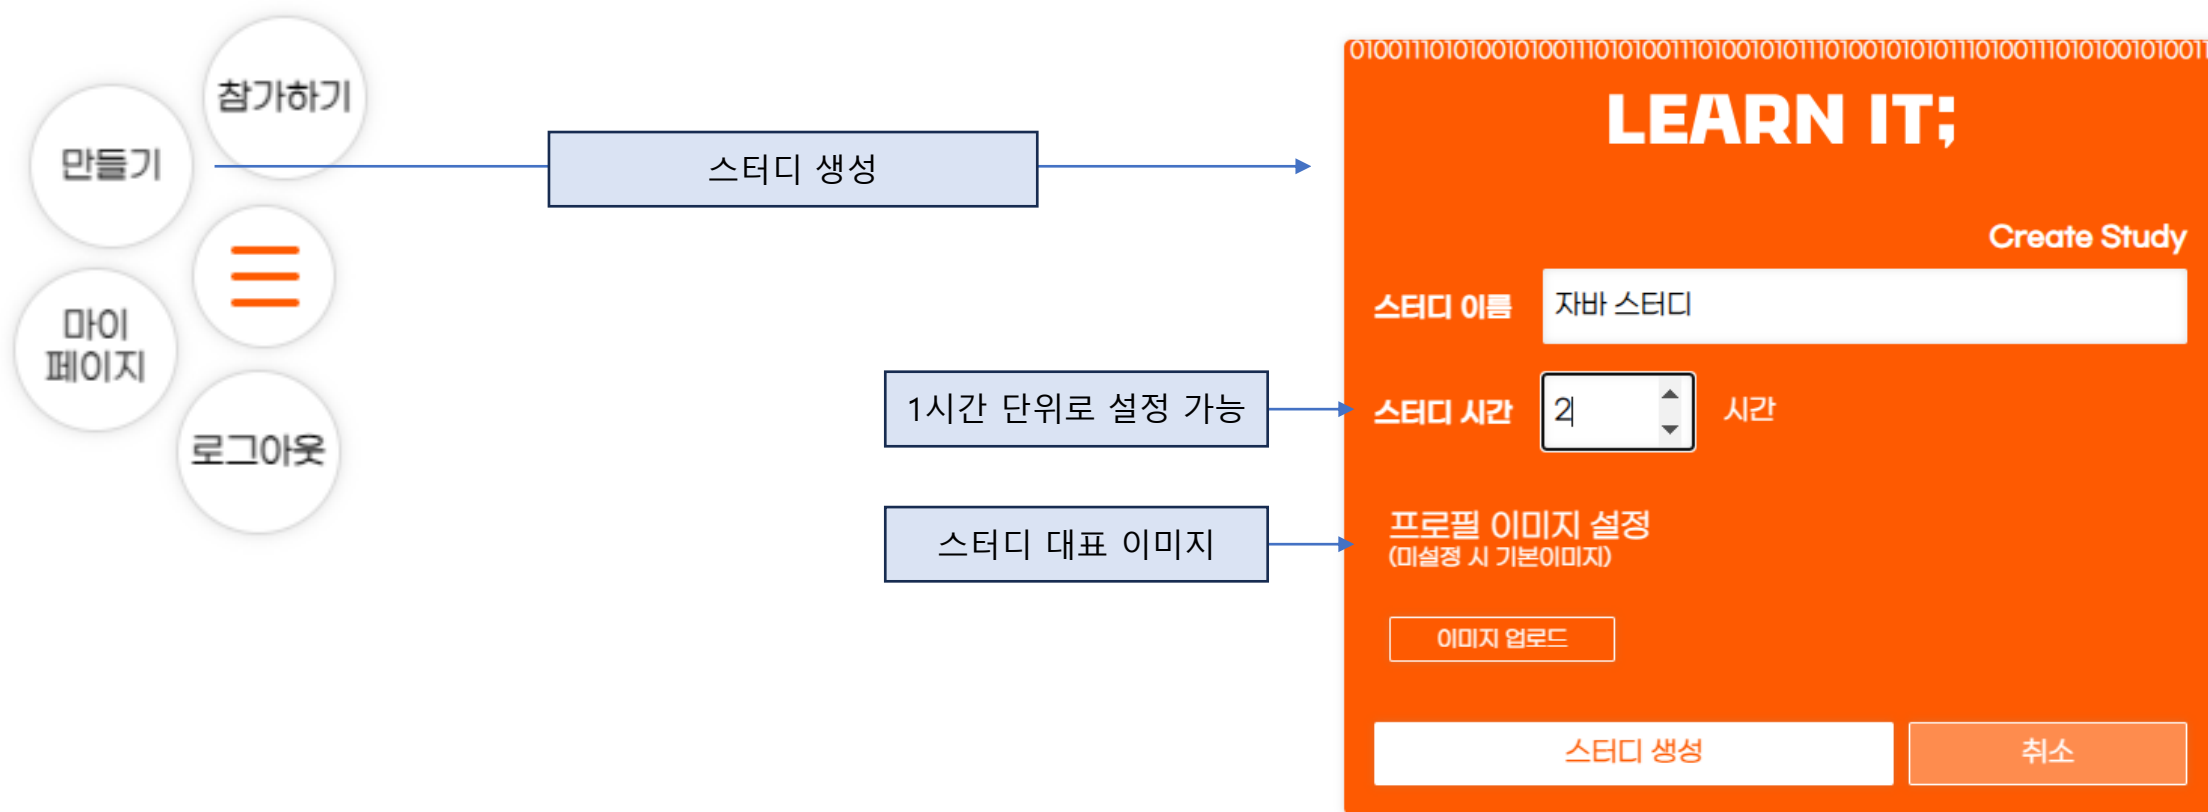 참가하기
만들기
마이
페이지
로그아웃
스터디 생성
1시간 단위로 설정 가능
스터디 대표 이미지
LEARN IT;
Create Study
스터디 이름
자바 스터디
스터디 시간
2
시간
프로필 이미지 설정
(미설정 시 기본이미지)
이미지 업로드
스터디 생성
취소